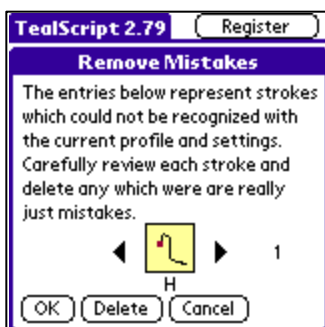 TealScript 2.79 Register
Remove Mistakes
The entries below represent strokes
which could not be recognized with
the current profile and settings.
Carefully review each stroke and
delete any which were are really
just mistakes.
1
H
OK Delete Cancel